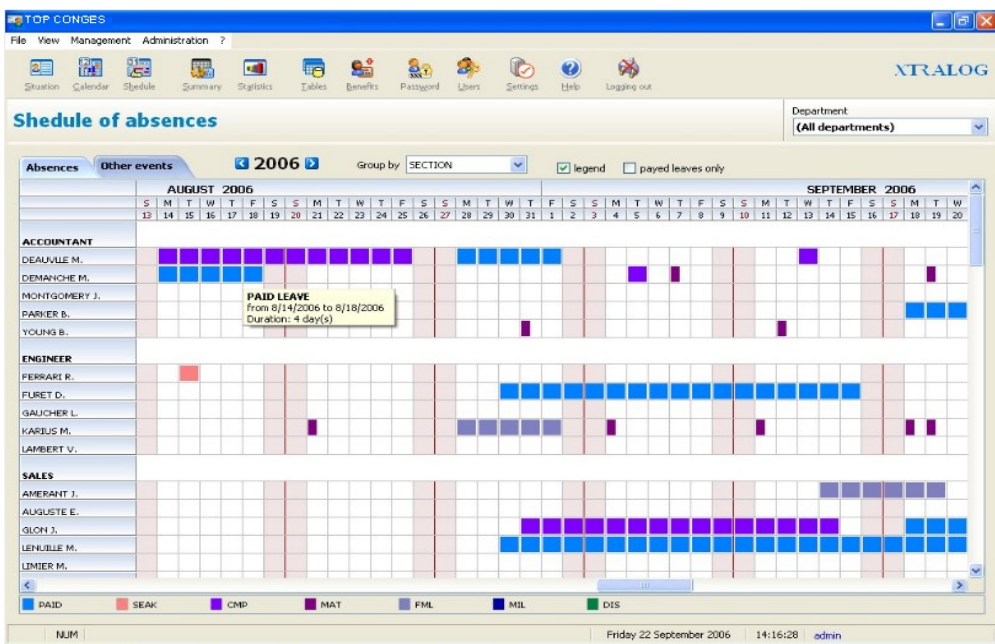 TOP CONGES
File View Management Administration ?
Situation Calendar Shedule Summary Statistics Tables Benefits Password Users Settings Help Logging out
XTRALOG
Shedule of absences
Department
(All departments)
Absences Other events 2006 Group by SECTION legend payed leaves only
AUGUST 2006 SEPTEMBER 2006
S M T W T F S S M T W T F S S M T W T F S S M T W T F S S M T W T F S S M T W
13 14 15 16 17 18 19 20 21 22 23 24 25 26 27 28 29 30 31 1 2 3 4 5 6 7 8 9 10 11 12 13 14 15 16 17 18 19 20
ACCOUNTANT
DEAUVLLE M.
DEMANCHE M.
MONTGOMERY J.
PAID LEAVE
from 8/14/2006 to 8/18/2006
Duration: 4 day(s)
PARKER B.
YOUNG B.
ENGINEER
FERRARI R.
FURET D.
GAUCHER L.
KARIUS M.
LAMBERT V.
SALES
AMERANT J.
AUGUSTE E.
GLON J.
LENUILLE M.
LIMIER M.
PAID SEAK CMP MAT FML MIL DIS
NUM Friday 22 September 2006 14:16:28 admin